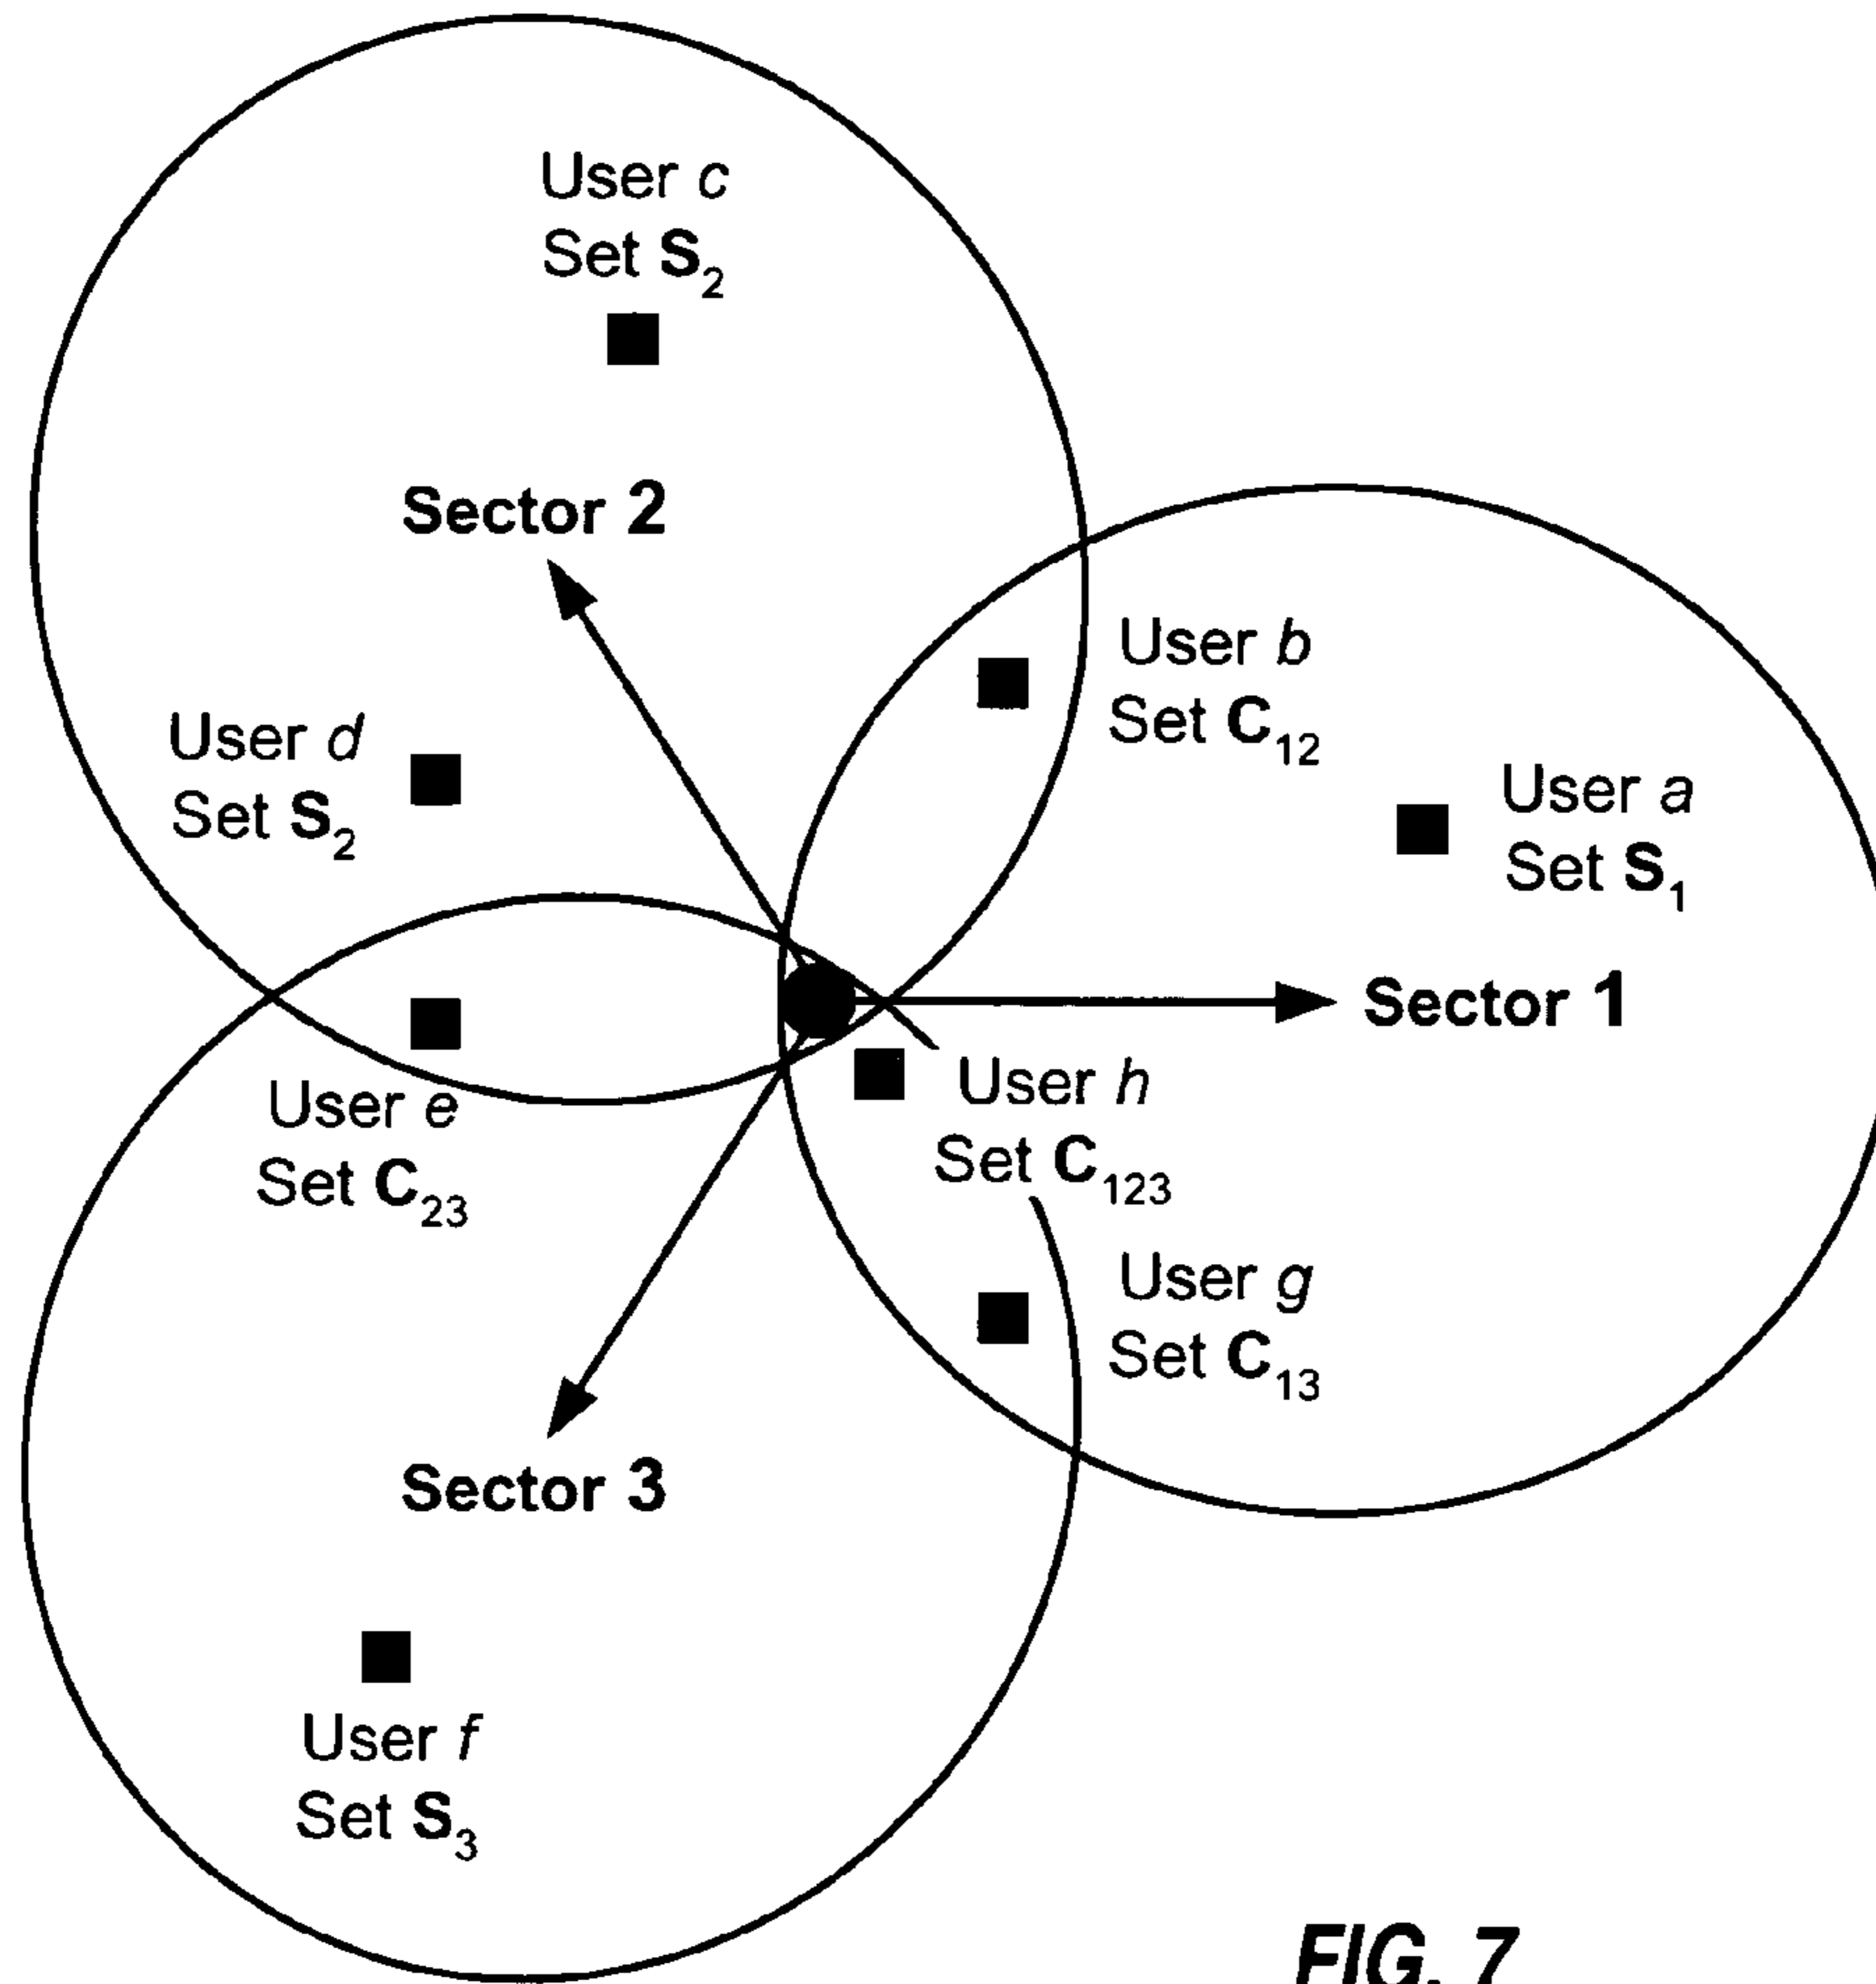 User c
Set S₂
Sector 2
User b
Set C₁₂
User d
Set S₂
User a
Set S₁
Sector 1
User h
Set C₁₂₃
User e
Set C₂₃
User g
Set C₁₃
Sector 3
User f
Set S₃
FIG. 7